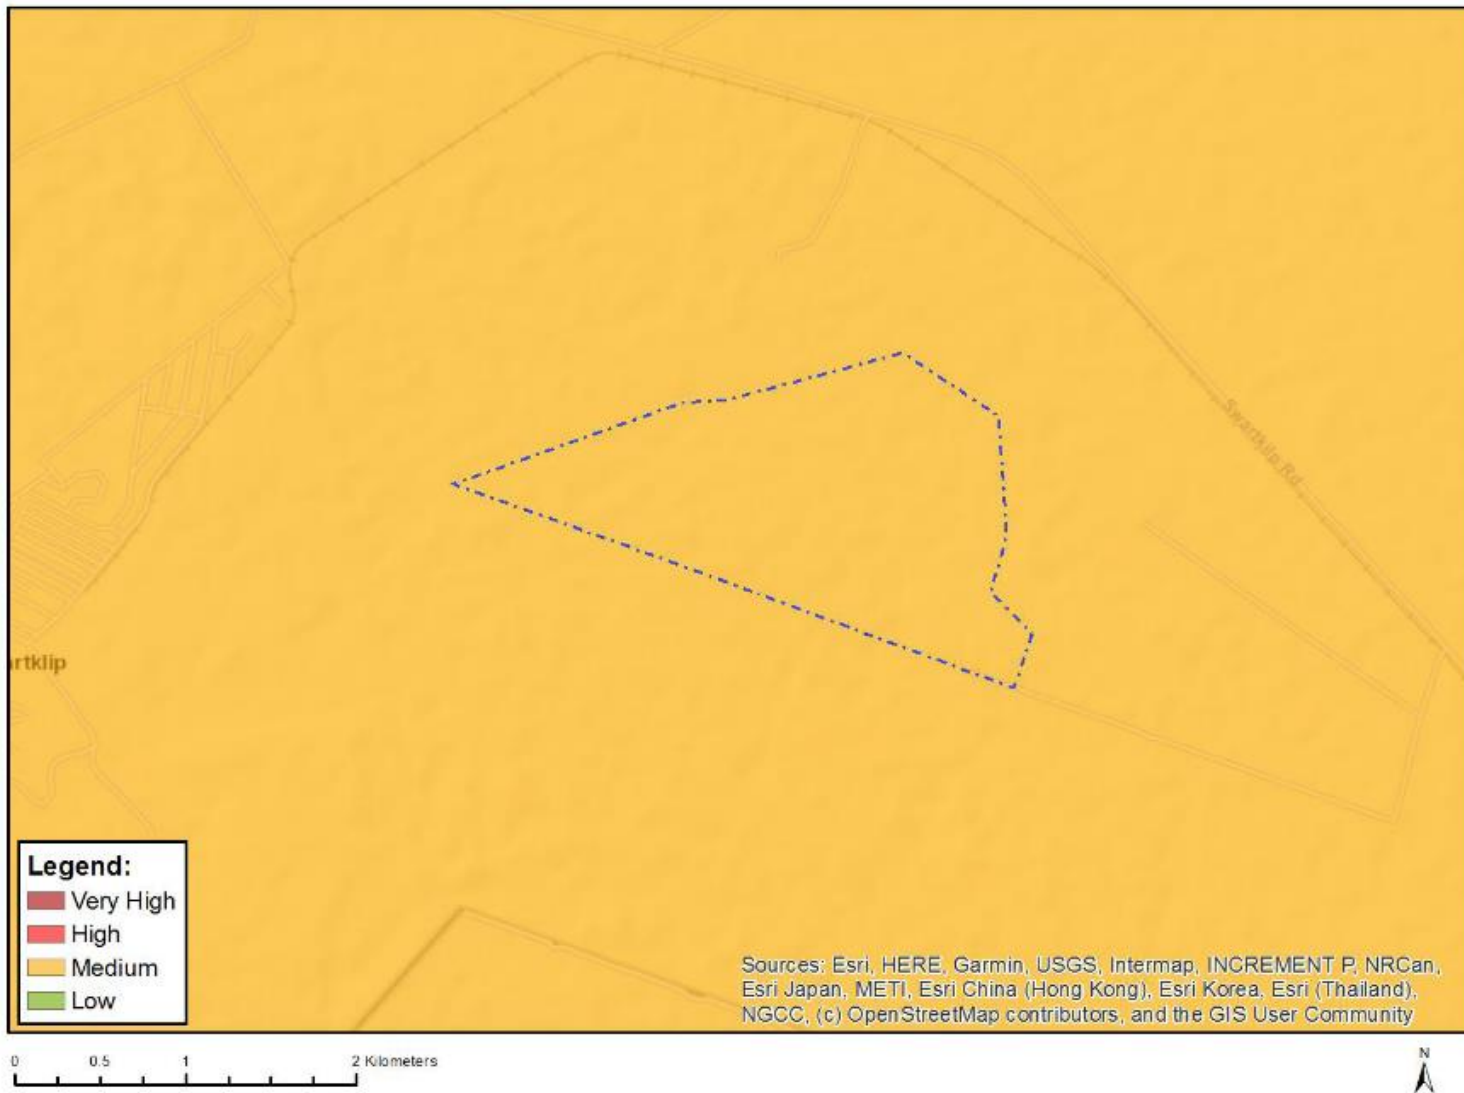 Swartklip Rd
artklip
Legend:
Very High
High
Medium
Low
Sources: Esri, HERE, Garmin, USGS, Intermap, INCREMENT P, NRCan,
Esri Japan, METI, Esri China (Hong Kong), Esri Korea, Esri (Thailand),
NGCC, (c) OpenStreetMap contributors, and the GIS User Community
0 0.5 1 2 Kilometers
N